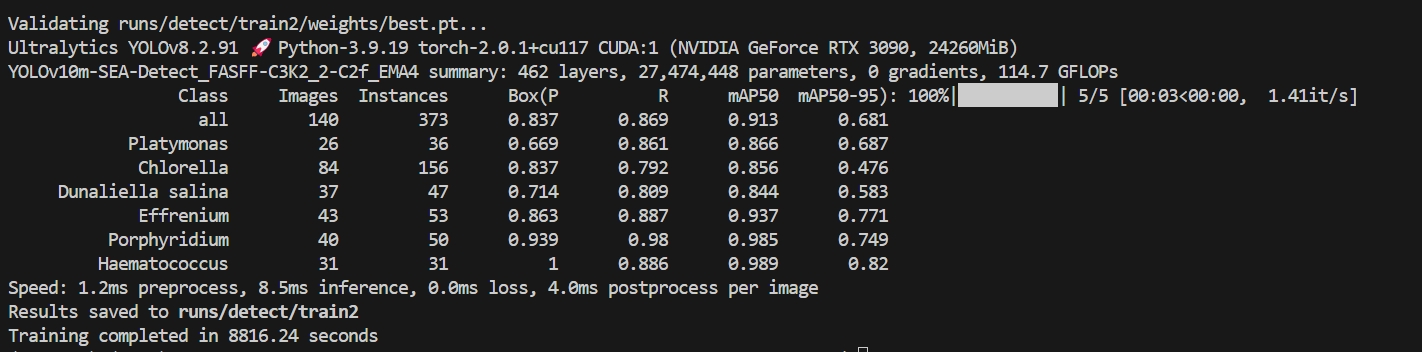 Validating runs/detect/train2/weights/best.pt...
Ultralytics YOLOv8.2.91 🚀 Python-3.9.19 torch-2.0.1+cu117 CUDA:1 (NVIDIA GeForce RTX 3090, 24260MiB)
YOLOv10m-SEA-Detect_FASFF-C3K2_2-C2f_EMA4 summary: 462 layers, 27,474,448 parameters, 0 gradients, 114.7 GFLOPs
Class Images Instances Box(P R mAP50 mAP50-95): 100%|██████████| 5/5 [00:03<00:00, 1.41it/s]
all 140 373 0.837 0.869 0.913 0.681
Platymonas 26 36 0.669 0.861 0.866 0.687
Chlorella 84 156 0.837 0.792 0.856 0.476
Dunaliella salina 37 47 0.714 0.809 0.844 0.583
Effrenium 43 53 0.863 0.887 0.937 0.771
Porphyridium 40 50 0.939 0.98 0.985 0.749
Haematococcus 31 31 1 0.886 0.989 0.82
Speed: 1.2ms preprocess, 8.5ms inference, 0.0ms loss, 4.0ms postprocess per image
Results saved to runs/detect/train2
Training completed in 8816.24 seconds